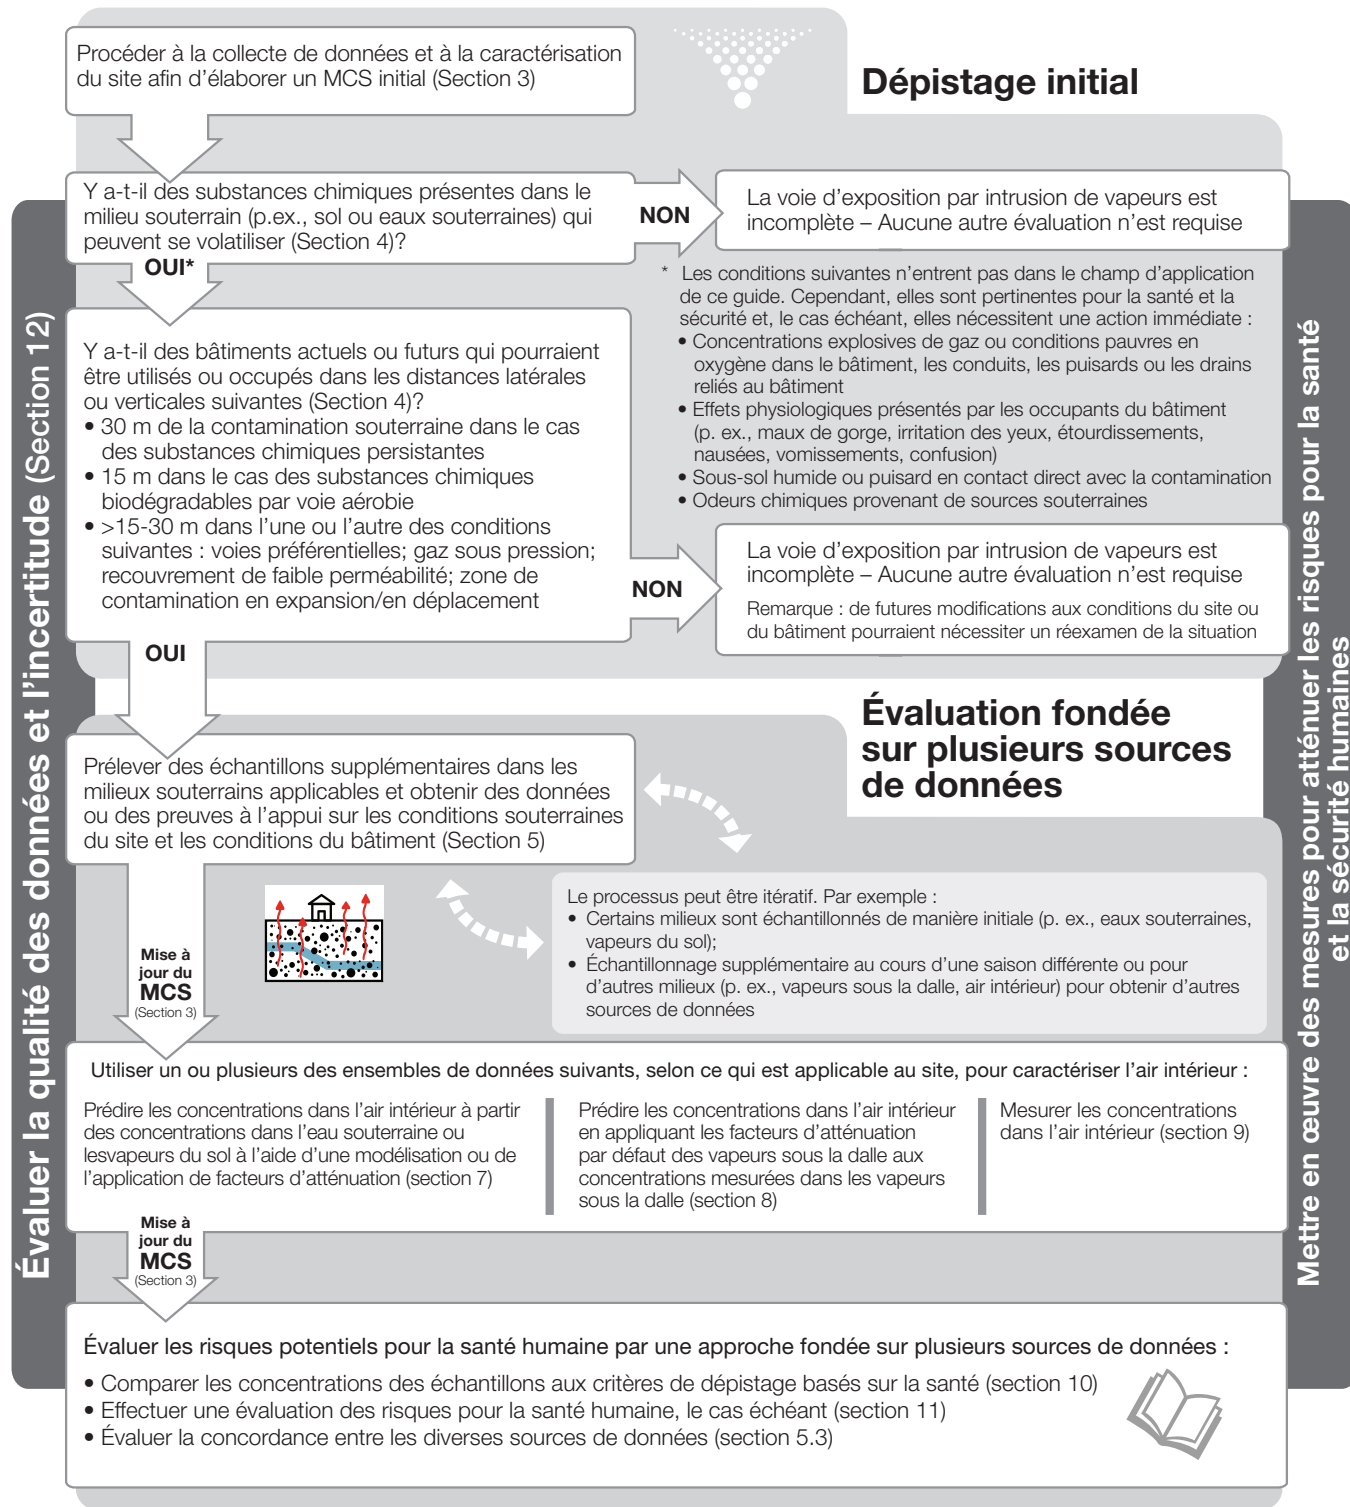 Procéder à la collecte de données et à la caractérisation
du site afin d'élaborer un MCS initial (Section 3)
Dépistage initial
Y a-t-il des substances chimiques présentes dans le
milieu souterrain (p.ex., sol ou eaux souterraines) qui
peuvent se volatiliser (Section 4)?
NON
La voie d'exposition par intrusion de vapeurs est
incomplète – Aucune autre évaluation n'est requise
OUI*
* Les conditions suivantes n'entrent pas dans le champ d'application
de ce guide. Cependant, elles sont pertinentes pour la santé et la
sécurité et, le cas échéant, elles nécessitent une action immédiate :
• Concentrations explosives de gaz ou conditions pauvres en
oxygène dans le bâtiment, les conduits, les puisards ou les drains
reliés au bâtiment
• Effets physiologiques présentés par les occupants du bâtiment
(p. ex., maux de gorge, irritation des yeux, étourdissements,
nausées, vomissements, confusion)
• Sous-sol humide ou puisard en contact direct avec la contamination
• Odeurs chimiques provenant de sources souterraines
Y a-t-il des bâtiments actuels ou futurs qui pourraient
être utilisés ou occupés dans les distances latérales
ou verticales suivantes (Section 4)?
• 30 m de la contamination souterraine dans le cas
des substances chimiques persistantes
• 15 m dans le cas des substances chimiques
biodégradables par voie aérobie
• >15-30 m dans l'une ou l'autre des conditions
suivantes : voies préférentielles; gaz sous pression;
recouvrement de faible perméabilité; zone de
contamination en expansion/en déplacement
NON
La voie d'exposition par intrusion de vapeurs est
incomplète – Aucune autre évaluation n'est requise
Remarque : de futures modifications aux conditions du site ou
du bâtiment pourraient nécessiter un réexamen de la situation
OUI
Évaluation fondée
sur plusieurs sources
de données
Prélever des échantillons supplémentaires dans les
milieux souterrains applicables et obtenir des données
ou des preuves à l'appui sur les conditions souterraines
du site et les conditions du bâtiment (Section 5)
Le processus peut être itératif. Par exemple :
• Certains milieux sont échantillonnés de manière initiale (p. ex., eaux souterraines,
vapeurs du sol);
• Échantillonnage supplémentaire au cours d'une saison différente ou pour
d'autres milieux (p. ex., vapeurs sous la dalle, air intérieur) pour obtenir d'autres
sources de données
Mise à
jour du
MCS
(Section 3)
Utiliser un ou plusieurs des ensembles de données suivants, selon ce qui est applicable au site, pour caractériser l'air intérieur :
Prédire les concentrations dans l'air intérieur à partir
des concentrations dans l'eau souterraine ou
lesvapeurs du sol à l'aide d'une modélisation ou de
l'application de facteurs d'atténuation (section 7)
Prédire les concentrations dans l'air intérieur
en appliquant les facteurs d'atténuation
par défaut des vapeurs sous la dalle aux
concentrations mesurées dans les vapeurs
sous la dalle (section 8)
Mesurer les concentrations
dans l'air intérieur (section 9)
Mise à
jour du
MCS
(Section 3)
Évaluer les risques potentiels pour la santé humaine par une approche fondée sur plusieurs sources de données :
• Comparer les concentrations des échantillons aux critères de dépistage basés sur la santé (section 10)
• Effectuer une évaluation des risques pour la santé humaine, le cas échéant (section 11)
• Évaluer la concordance entre les diverses sources de données (section 5.3)
Évaluer la qualité des données et l'incertitude (Section 12)
Mettre en œuvre des mesures pour atténuer les risques pour la santé
et la sécurité humaines